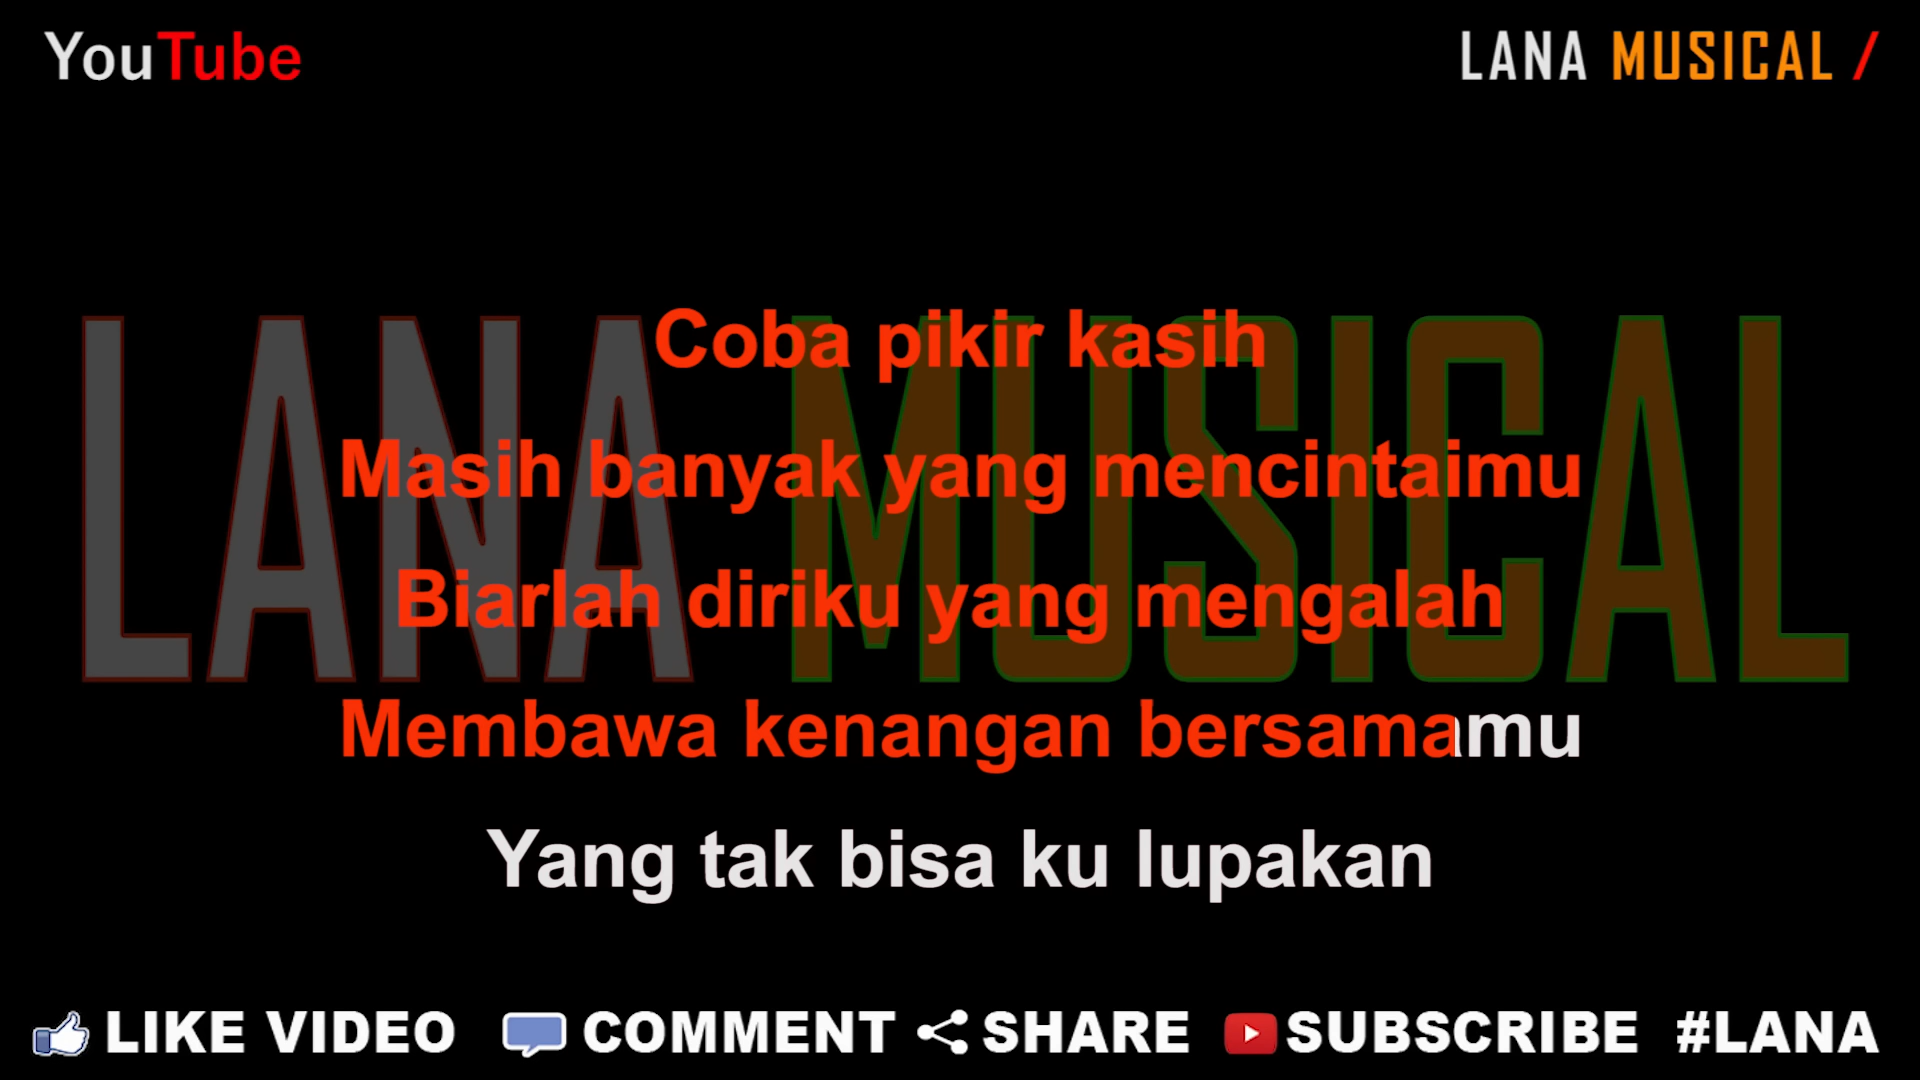 YouTube
LANA MUSICAL /
LANA MUSICAL
Coba pikir kasih
Masih banyak yang mencintaimu
Biarlah diriku yang mengalah
Membawa kenangan bersamamu
Yang tak bisa ku lupakan
LIKE VIDEO COMMENT SHARE SUBSCRIBE #LANA